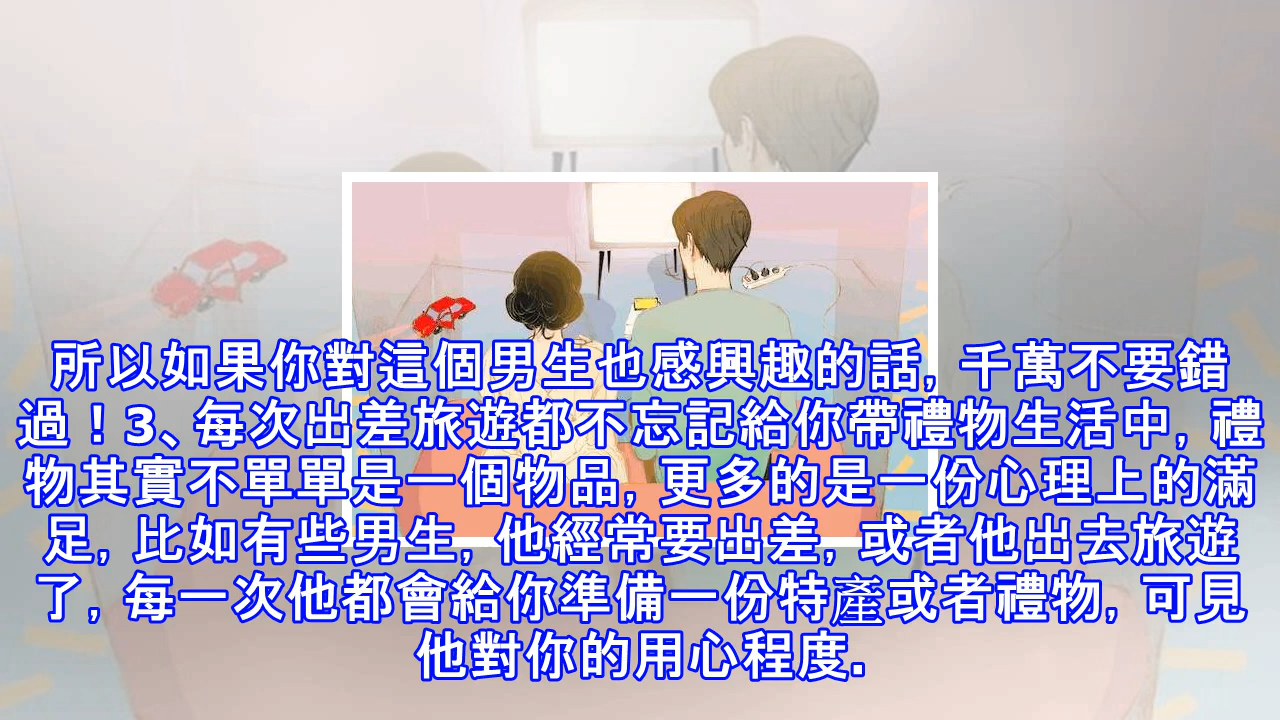 所以如果你對這個男生也感興趣的話, 千萬不要錯
過！3、每次出差旅遊都不忘記給你帶禮物生活中, 禮
物其實不單單是一個物品, 更多的是一份心理上的滿
足, 比如有些男生, 他經常要出差, 或者他出去旅遊
了, 每一次他都會給你準備一份特產或者禮物, 可見
他對你的用心程度.